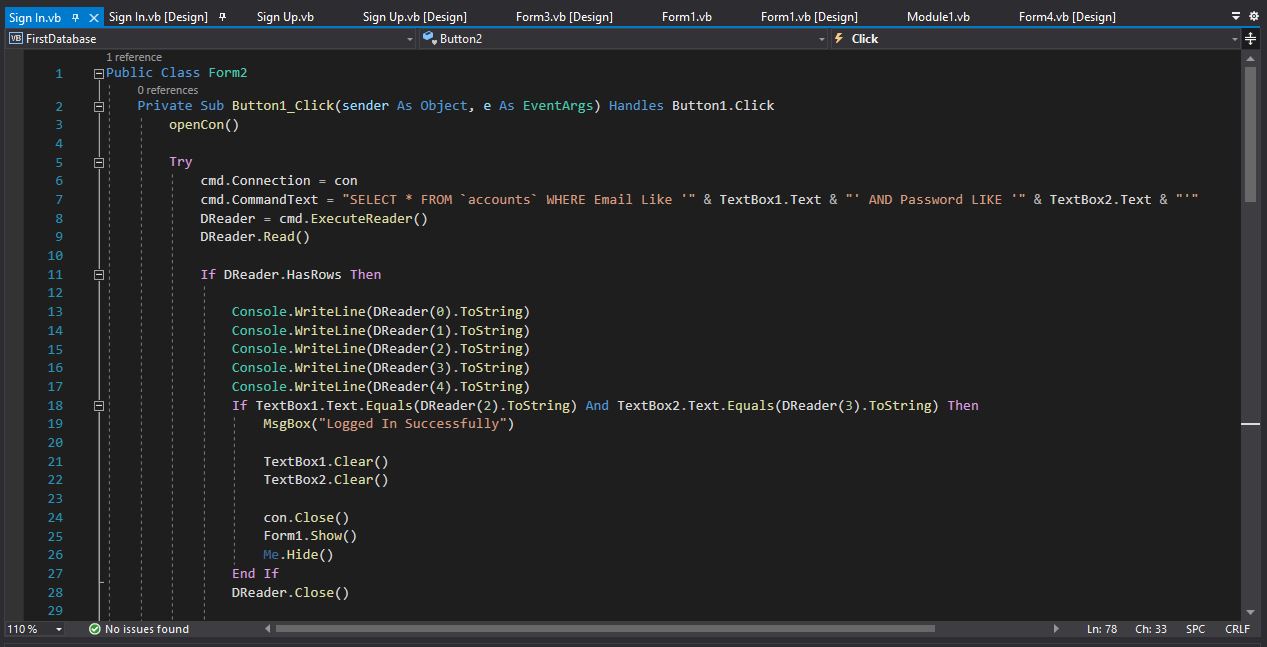 Sign In.vb Sign In.vb [Design] Sign Up.vb Sign Up.vb [Design] Form3.vb [Design] Form1.vb Form1.vb [Design] Module1.vb Form4.vb [Design]
VB FirstDatabase Button2 Click
1 reference
1 Public Class Form2
0 references
2 Private Sub Button1_Click(sender As Object, e As EventArgs) Handles Button1.Click
3 openCon()
4
5 Try
6 cmd.Connection = con
7 cmd.CommandText = "SELECT * FROM `accounts` WHERE Email Like '" & TextBox1.Text & "' AND Password LIKE '" & TextBox2.Text & "'"
8 DReader = cmd.ExecuteReader()
9 DReader.Read()
10
11 If DReader.HasRows Then
12
13 Console.WriteLine(DReader(0).ToString)
14 Console.WriteLine(DReader(1).ToString)
15 Console.WriteLine(DReader(2).ToString)
16 Console.WriteLine(DReader(3).ToString)
17 Console.WriteLine(DReader(4).ToString)
18 If TextBox1.Text.Equals(DReader(2).ToString) And TextBox2.Text.Equals(DReader(3).ToString) Then
19 MsgBox("Logged In Successfully")
20
21 TextBox1.Clear()
22 TextBox2.Clear()
23
24 con.Close()
25 Form1.Show()
26 Me.Hide()
27 End If
28 DReader.Close()
29
110 % No issues found Ln: 78 Ch: 33 SPC CRLF